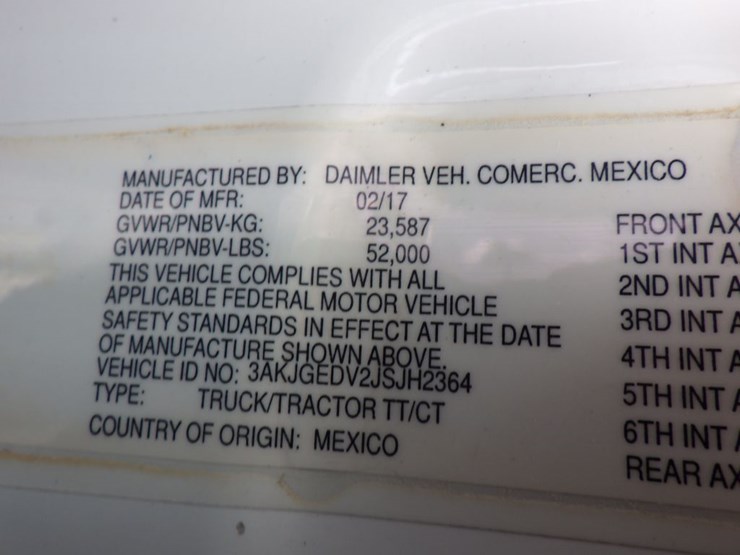 MANUFACTURED BY: DAIMLER VEH. COMERC. MEXICO
DATE OF MFR: 02/17
GVWR/PNBV-KG: 23,587
GVWR/PNBV-LBS: 52,000
THIS VEHICLE COMPLIES WITH ALL
APPLICABLE FEDERAL MOTOR VEHICLE
SAFETY STANDARDS IN EFFECT AT THE DATE
OF MANUFACTURE SHOWN ABOVE.
VEHICLE ID NO: 3AKJGEDV2JSJH2364
TYPE: TRUCK/TRACTOR TT/CT
COUNTRY OF ORIGIN: MEXICO
FRONT AX
1ST INT A
2ND INT A
3RD INT A
4TH INT A
5TH INT A
6TH INT A
REAR AX